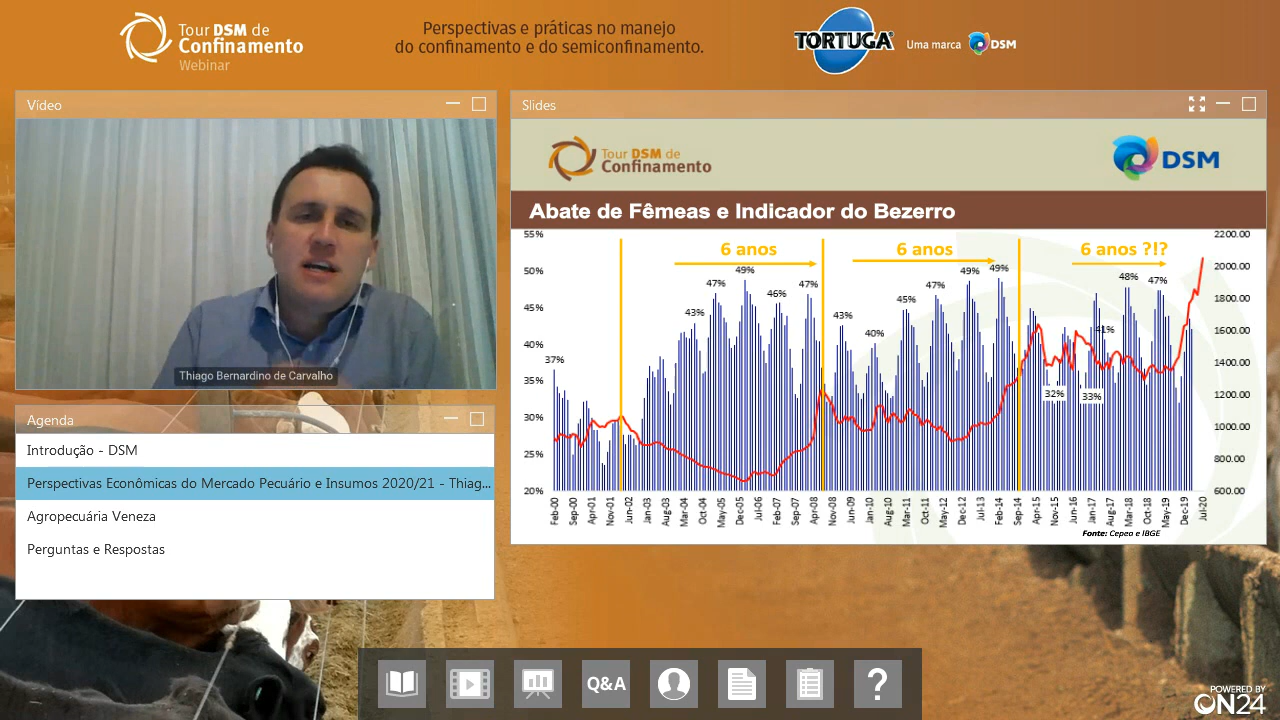 Tour DSM de
Confinamento
Webinar
Perspectivas e práticas no manejo
do confinamento e do semiconfinamento.
TORTUGA
Uma marca DSM
Vídeo
Thiago Bernardino de Carvalho
Agenda
Introdução - DSM
Perspectivas Econômicas do Mercado Pecuário e Insumos 2020/21 - Thiag...
Agropecuária Veneza
Perguntas e Respostas
Slides
Tour DSM de
Confinamento
DSM
Abate de Fêmeas e Indicador do Bezerro
6 anos 6 anos 6 anos ?!?
55% 50% 45% 40% 35% 30% 25% 20%
2200.00 2000.00 1800.00 1600.00 1400.00 1200.00 1000.00 800.00 600.00
37% 43% 47% 49% 46% 47% 43% 40% 45% 47% 49% 49% 32% 33% 41% 48% 47%
Feb-00 Sep-00 Apr-01 Nov-01 Jun-02 Jan-03 Aug-03 Mar-04 Oct-04 May-05 Dec-05 Jul-06 Feb-07 Sep-07 Apr-08 Nov-08 Jun-09 Jan-10 Aug-10 Mar-11 Oct-11 May-12 Dec-12 Jul-13 Feb-14 Sep-14 Apr-15 Nov-15 Jun-16 Jan-17 Aug-17 Mar-18 Oct-18 May-19 Dec-19 Jul-20
Fonte: Cepea e IBGE
Q&A
?
POWERED BY
ON24